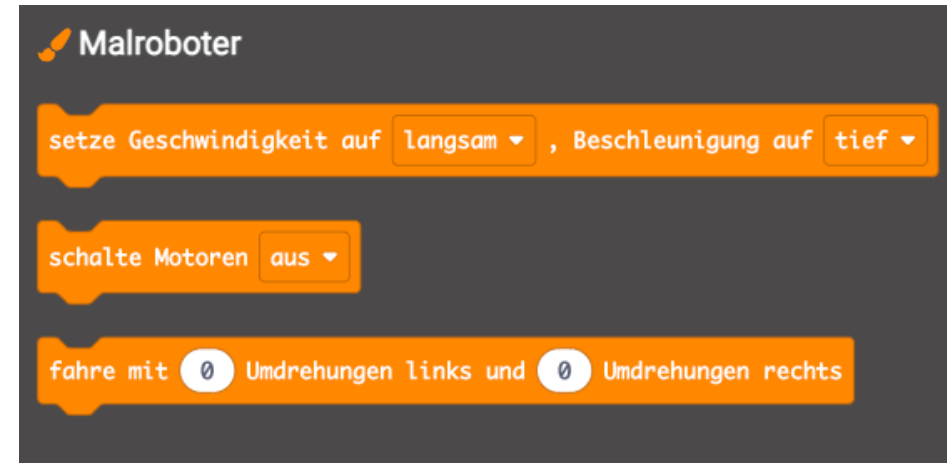 Malroboter
setze Geschwindigkeit auf langsam , Beschleunigung auf tief
schalte Motoren aus
fahre mit 0 Umdrehungen links und 0 Umdrehungen rechts